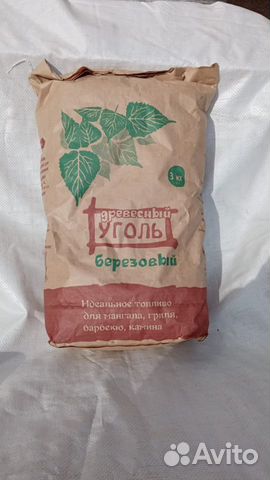 3 кг
древесный
уголь
березовый
Идеальное топливо
для мангала, гриля,
барбекю, камина
Avito